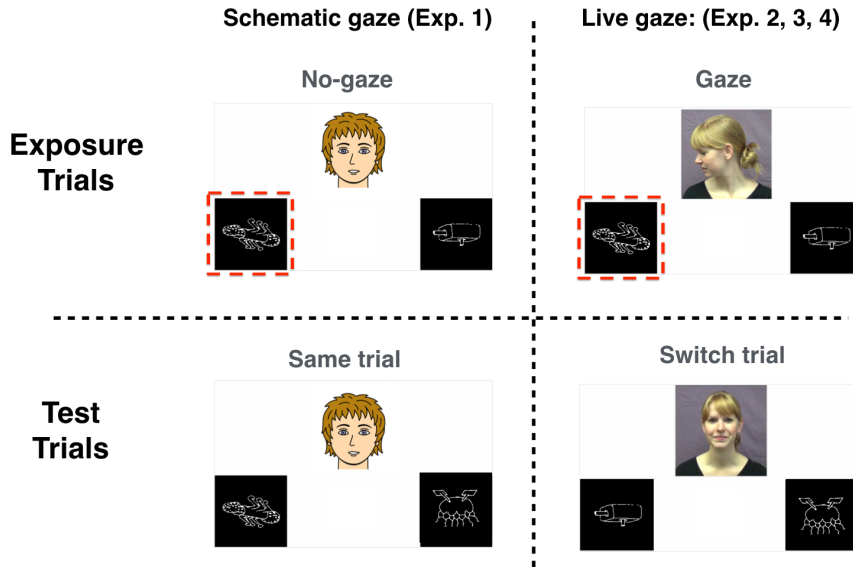 Schematic gaze (Exp. 1)
Live gaze: (Exp. 2, 3, 4)
No-gaze
Gaze
Exposure
Trials
Same trial
Switch trial
Test
Trials